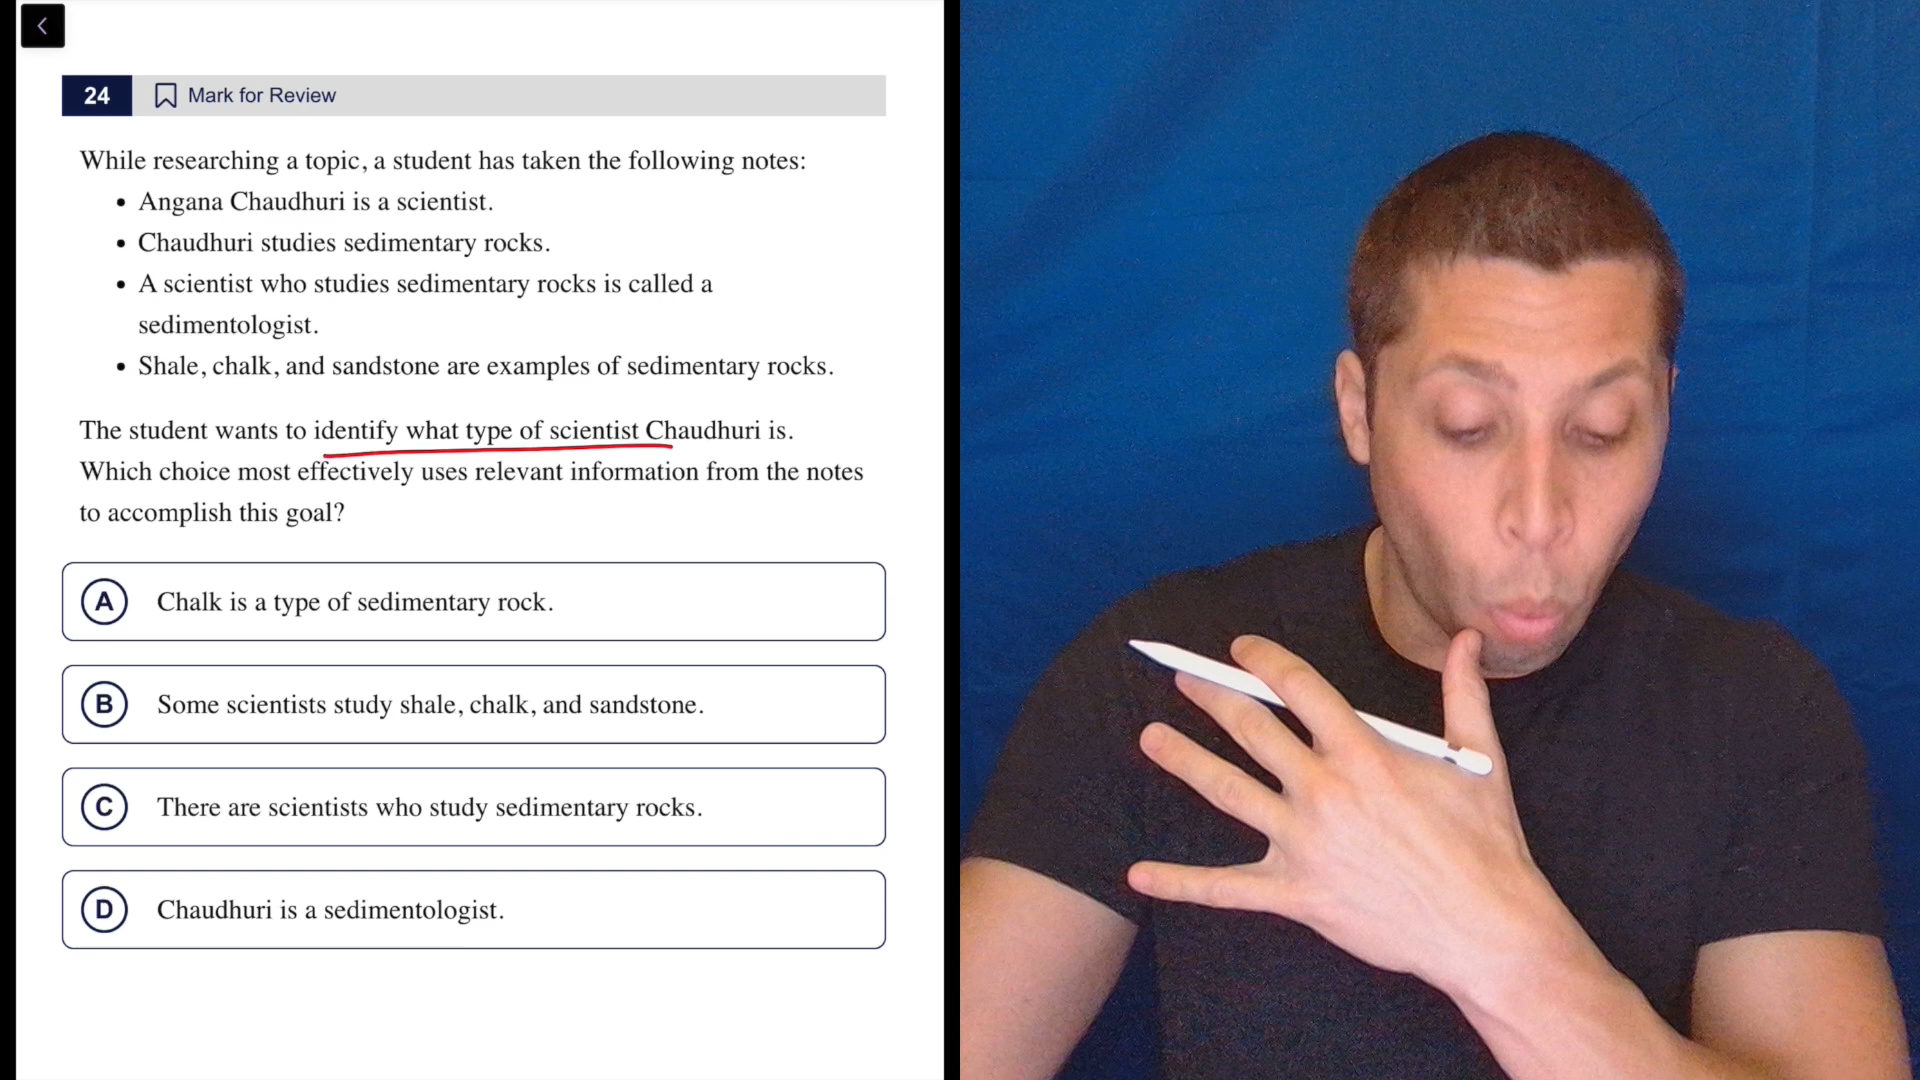 24 Mark for Review
While researching a topic, a student has taken the following notes:
• Angana Chaudhuri is a scientist.
• Chaudhuri studies sedimentary rocks.
• A scientist who studies sedimentary rocks is called a
sedimentologist.
• Shale, chalk, and sandstone are examples of sedimentary rocks.
The student wants to identify what type of scientist Chaudhuri is.
Which choice most effectively uses relevant information from the notes
to accomplish this goal?
A Chalk is a type of sedimentary rock.
B Some scientists study shale, chalk, and sandstone.
C There are scientists who study sedimentary rocks.
D Chaudhuri is a sedimentologist.